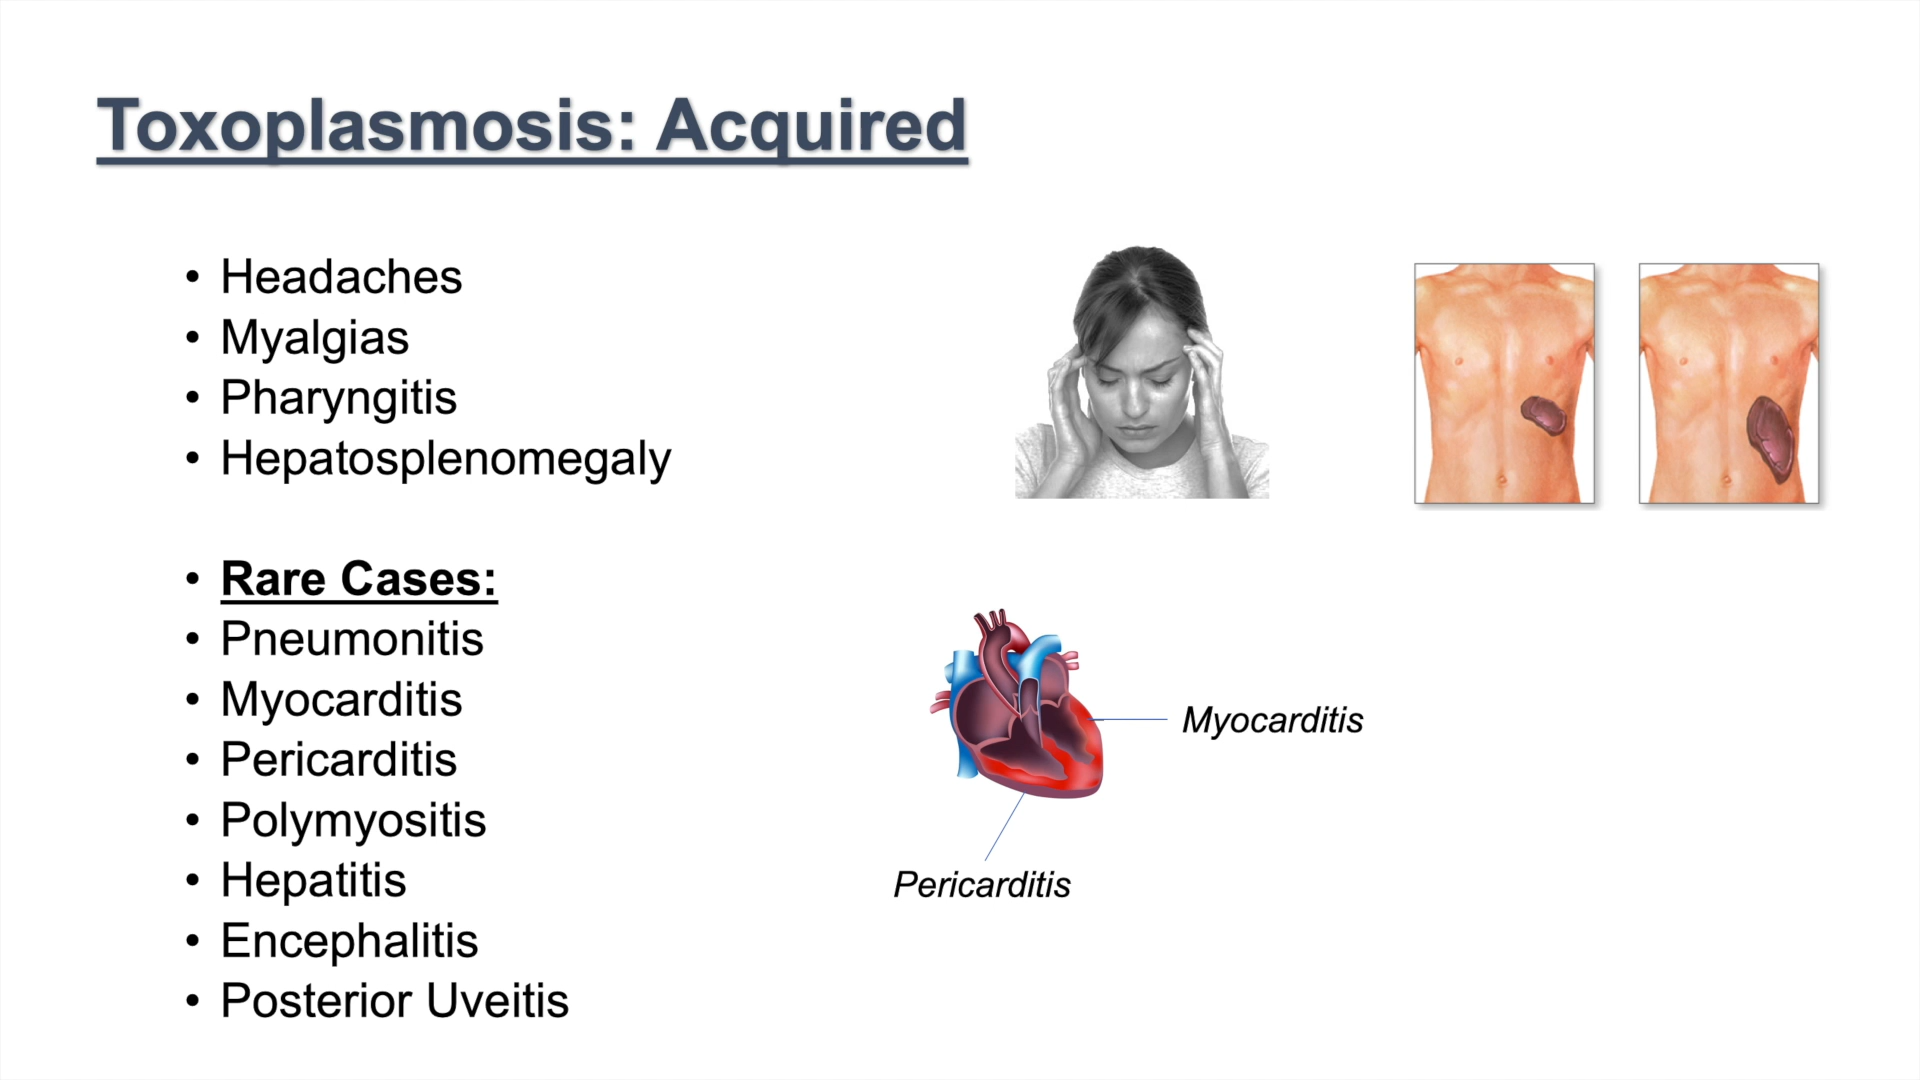 Toxoplasmosis: Acquired
• Headaches
• Myalgias
• Pharyngitis
• Hepatosplenomegaly
• Rare Cases:
• Pneumonitis
• Myocarditis
• Pericarditis
• Polymyositis
• Hepatitis
• Encephalitis
• Posterior Uveitis
Myocarditis
Pericarditis